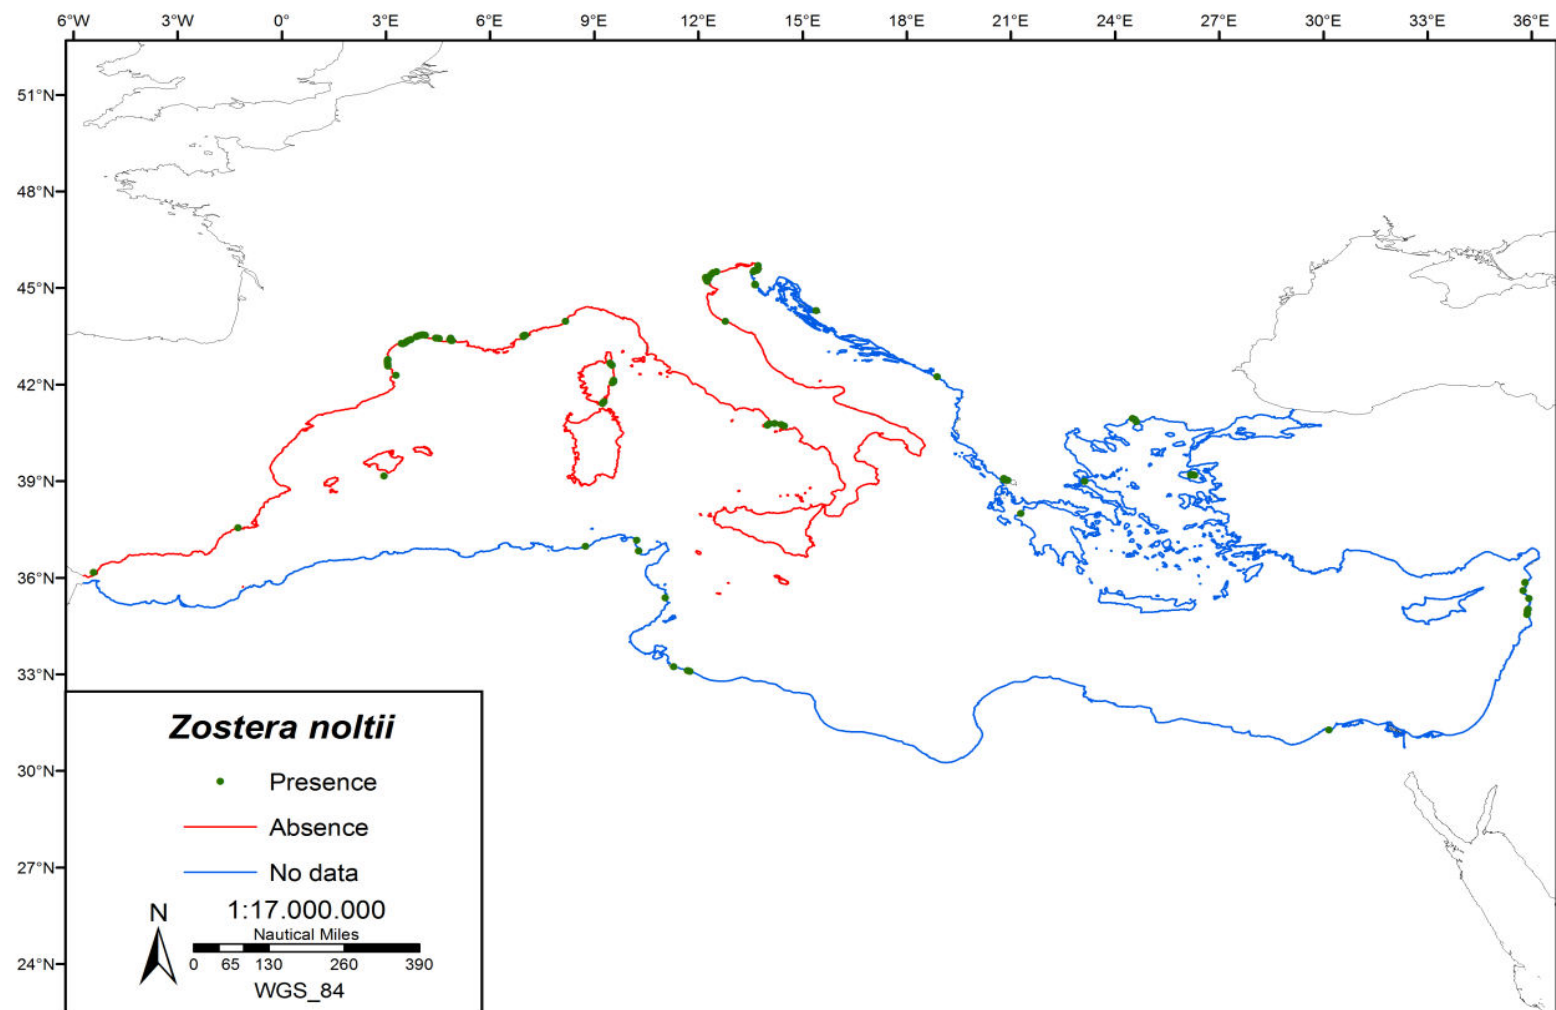 6°W 3°W 0° 3°E 6°E 9°E 12°E 15°E 18°E 21°E 24°E 27°E 30°E 33°E 36°E
51°N
48°N
45°N
42°N
39°N
36°N
33°N
30°N
27°N
24°N
Zostera noltii
Presence
Absence
No data
N
1:17.000.000
Nautical Miles
0 65 130 260 390
WGS_84